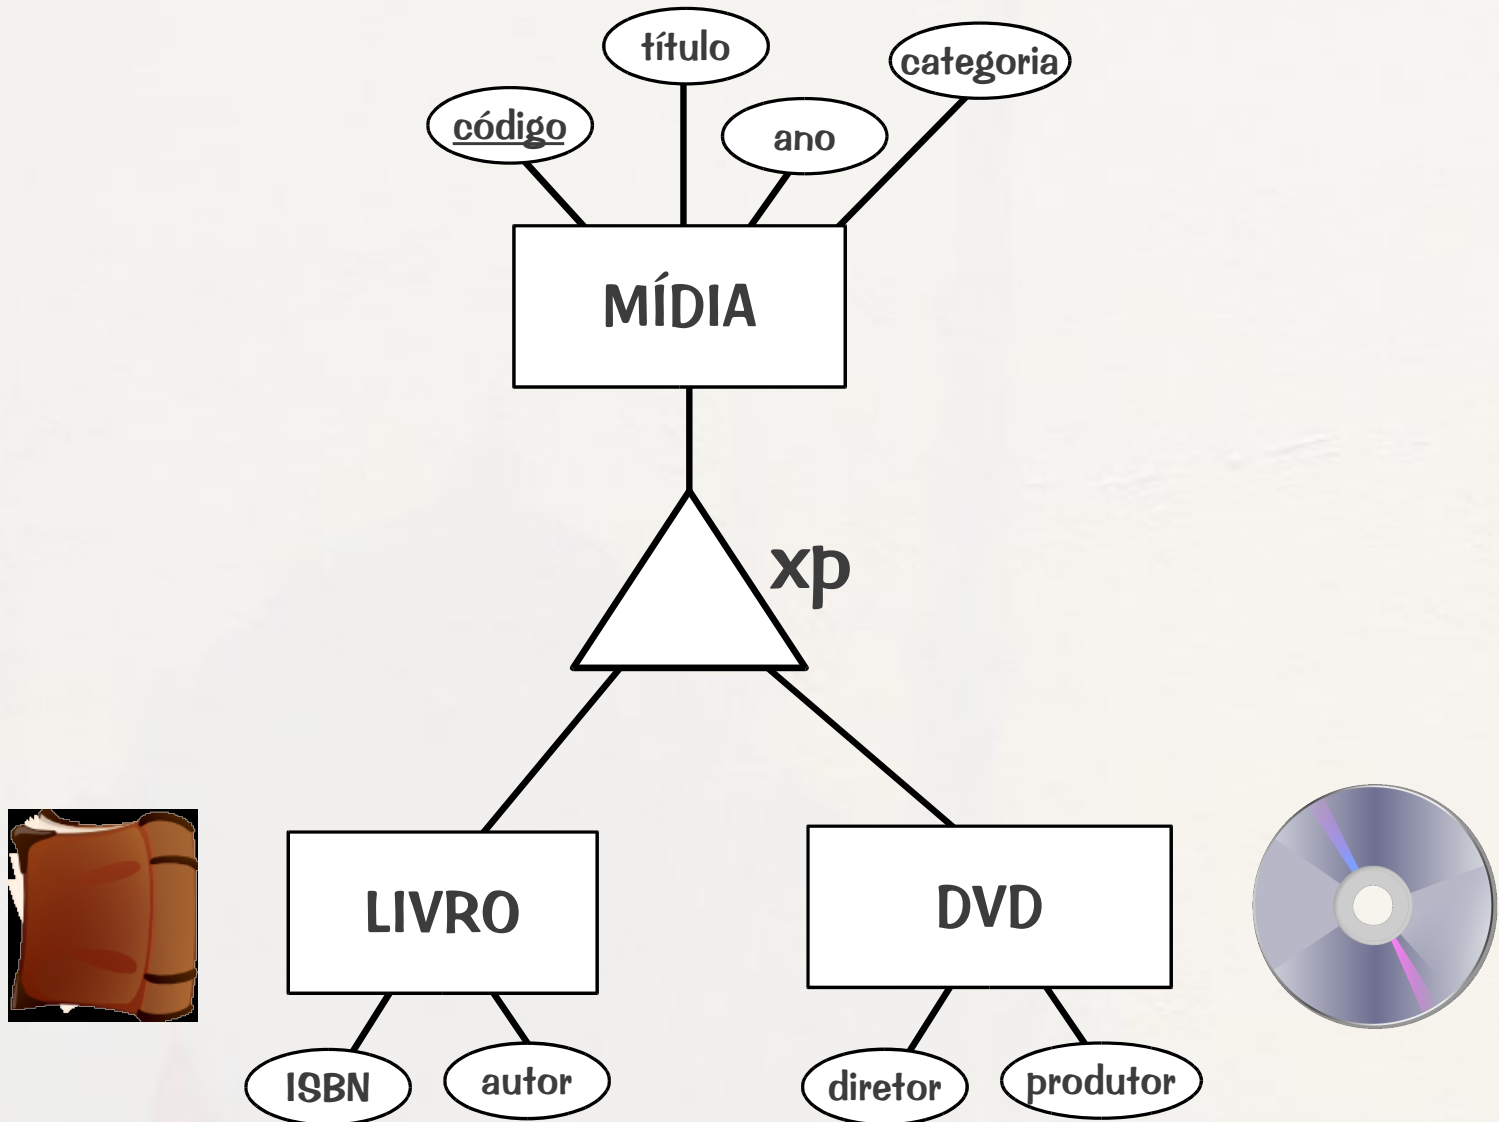 título
categoria
código
ano
MÍDIA
xp
LIVRO
DVD
ISBN
autor
diretor
produtor